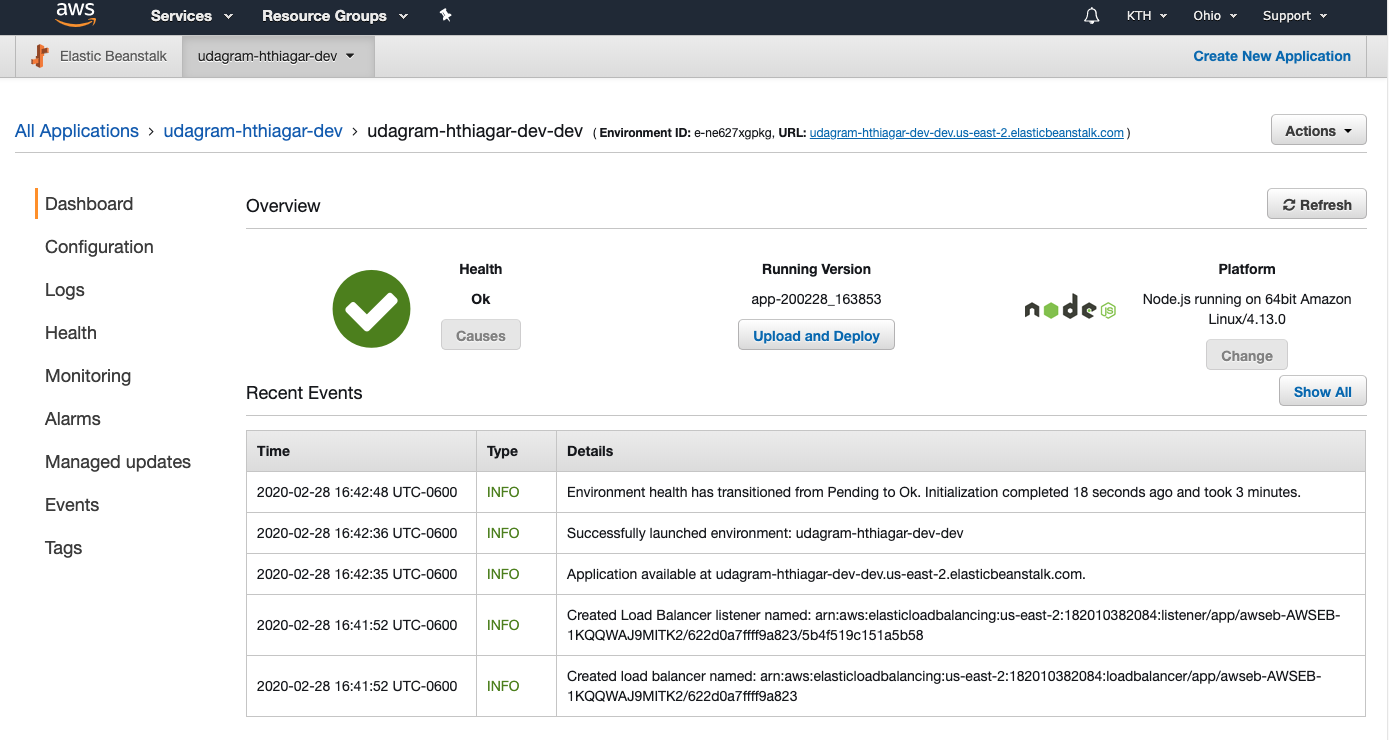 aws
Services
Resource Groups
KTH
Ohio
Support
Elastic Beanstalk
udagram-hthiagar-dev
Create New Application
All Applications › udagram-hthiagar-dev › udagram-hthiagar-dev-dev ( Environment ID: e-ne627xgpkg, URL: udagram-hthiagar-dev-dev.us-east-2.elasticbeanstalk.com )
Actions
Dashboard
Configuration
Logs
Health
Monitoring
Alarms
Managed updates
Events
Tags
Overview
Refresh
Health
Ok
Causes
Running Version
app-200228_163853
Upload and Deploy
node JS
Platform
Node.js running on 64bit Amazon
Linux/4.13.0
Change
Recent Events
Show All
Time Type Details
2020-02-28 16:42:48 UTC-0600 INFO Environment health has transitioned from Pending to Ok. Initialization completed 18 seconds ago and took 3 minutes.
2020-02-28 16:42:36 UTC-0600 INFO Successfully launched environment: udagram-hthiagar-dev-dev
2020-02-28 16:42:35 UTC-0600 INFO Application available at udagram-hthiagar-dev-dev.us-east-2.elasticbeanstalk.com.
2020-02-28 16:41:52 UTC-0600 INFO Created Load Balancer listener named: arn:aws:elasticloadbalancing:us-east-2:182010382084:listener/app/awseb-AWSEB-
1KQQWAJ9MITK2/622d0a7ffff9a823/5b4f519c151a5b58
2020-02-28 16:41:52 UTC-0600 INFO Created load balancer named: arn:aws:elasticloadbalancing:us-east-2:182010382084:loadbalancer/app/awseb-AWSEB-
1KQQWAJ9MITK2/622d0a7ffff9a823